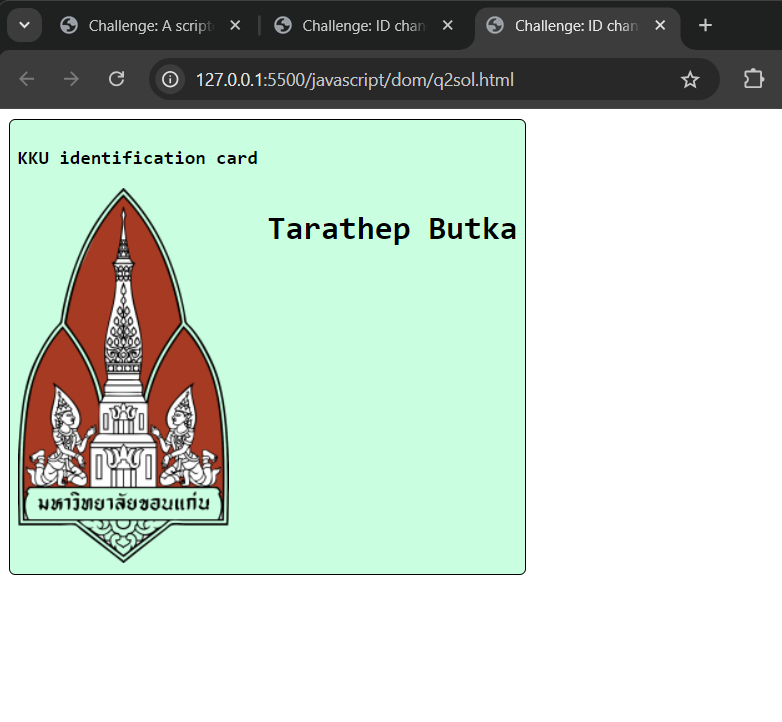 Challenge: A script
Challenge: ID chan
Challenge: ID chan
127.0.0.1:5500/javascript/dom/q2sol.html
KKU identification card
Tarathep Butka
มหาวิทยาลัยขอนแก่น